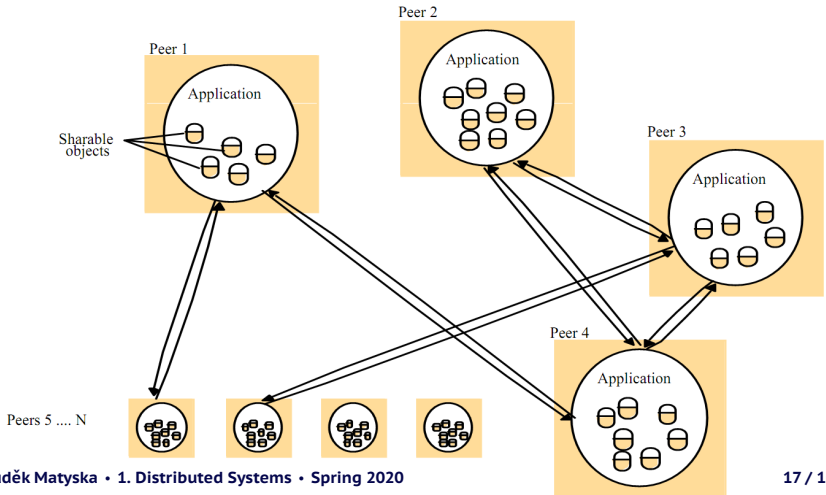 Peer 1
Application
Sharable
objects
Peer 2
Application
Peer 3
Application
Peer 4
Application
Peers 5 .... N
Matyska • 1. Distributed Systems • Spring 2020
17 / 1